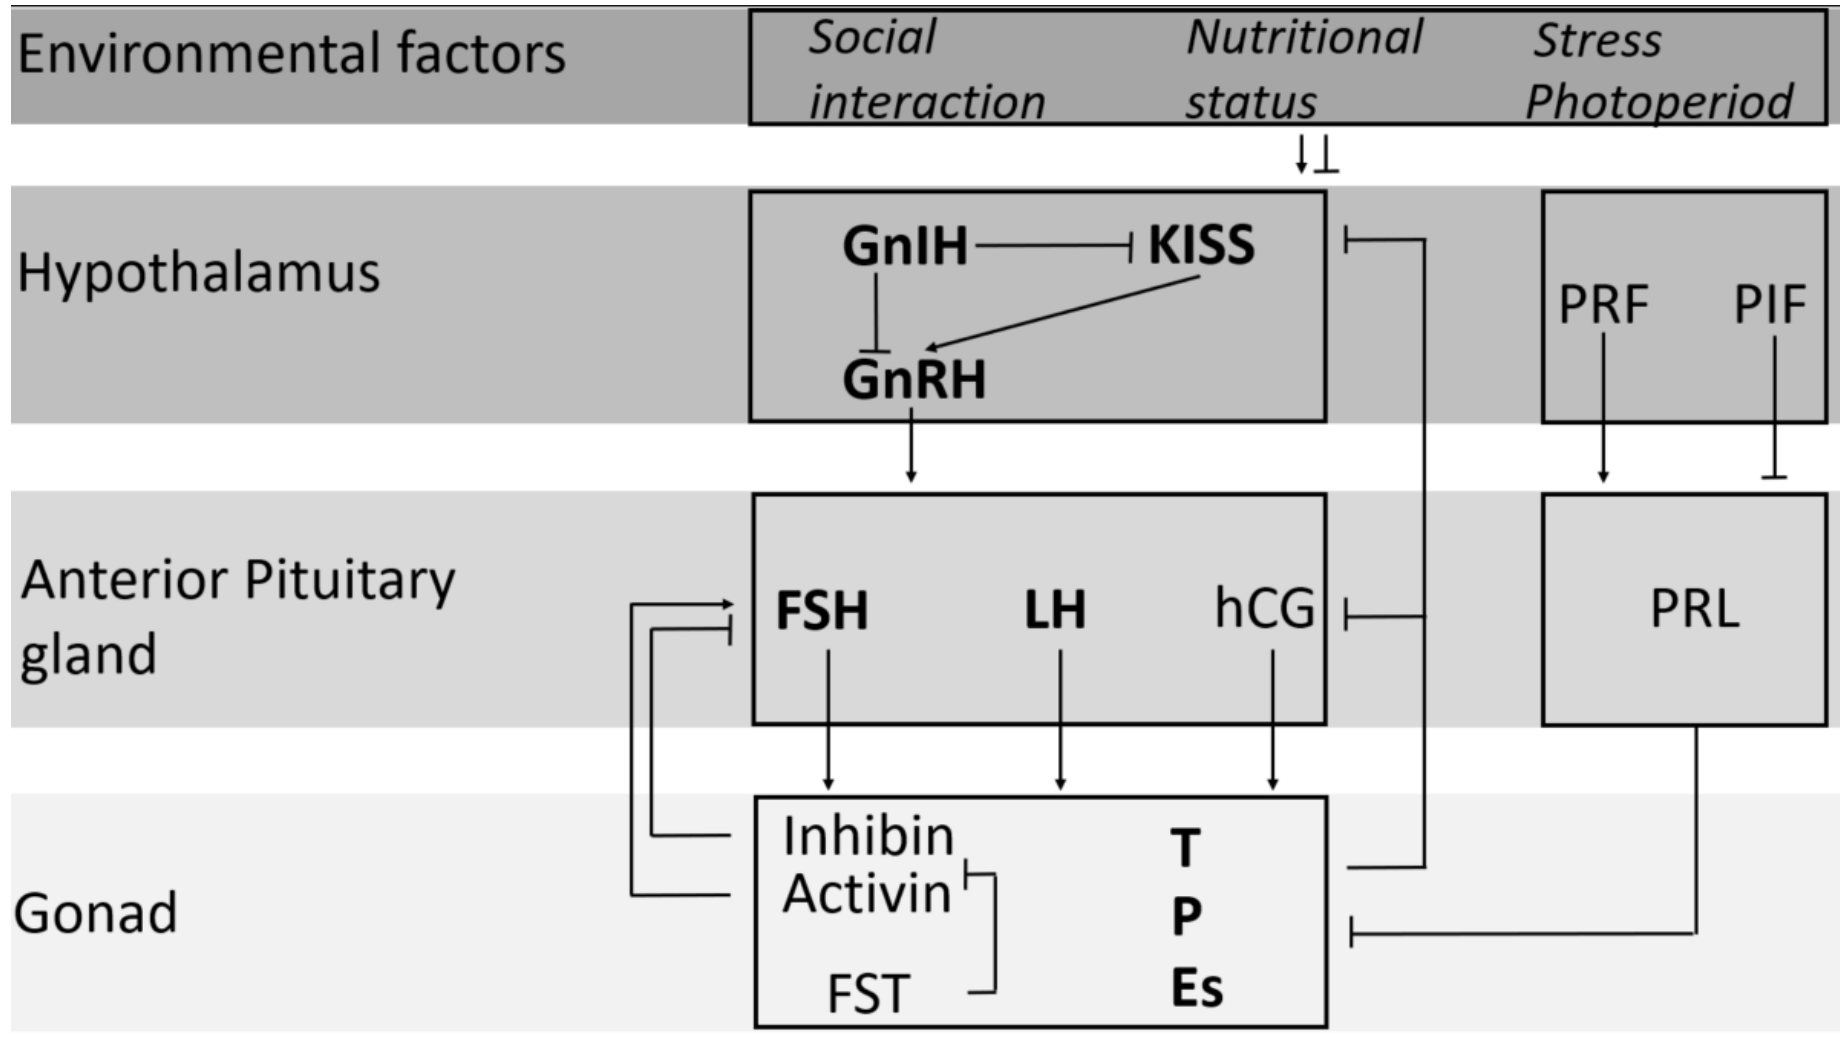 Environmental factors
Social
interaction
Nutritional
status
Stress
Photoperiod
Hypothalamus
GnIH
KISS
GnRH
PRF
PIF
Anterior Pituitary
gland
FSH
LH
hCG
PRL
Gonad
Inhibin
Activin
FST
T
P
Es